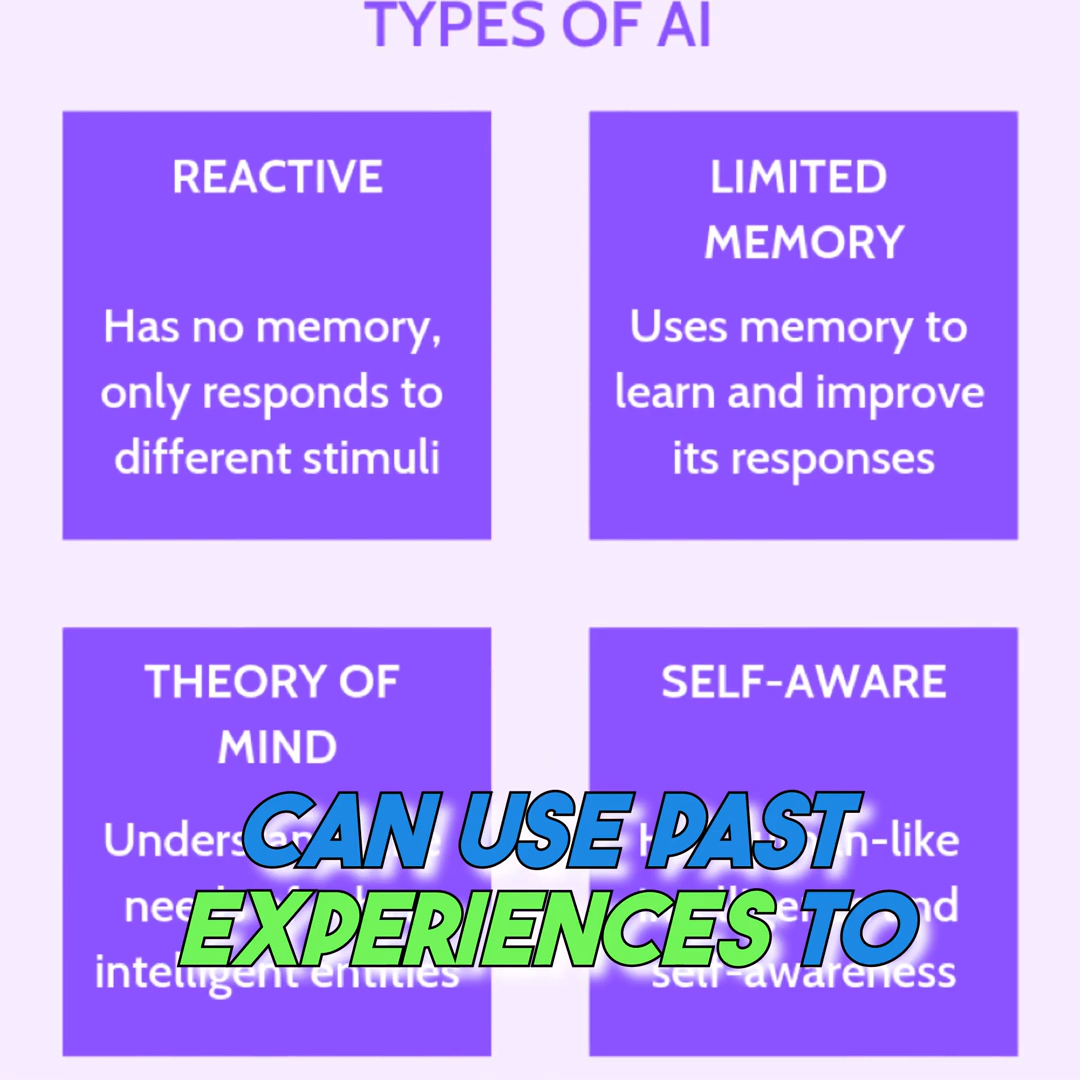 TYPES OF AI
REACTIVE
Has no memory,
only responds to
different stimuli
LIMITED
MEMORY
Uses memory to
learn and improve
its responses
THEORY OF
MIND
intelligent entities
SELF-AWARE
self-awareness
CAN USE PAST
EXPERIENCES TO